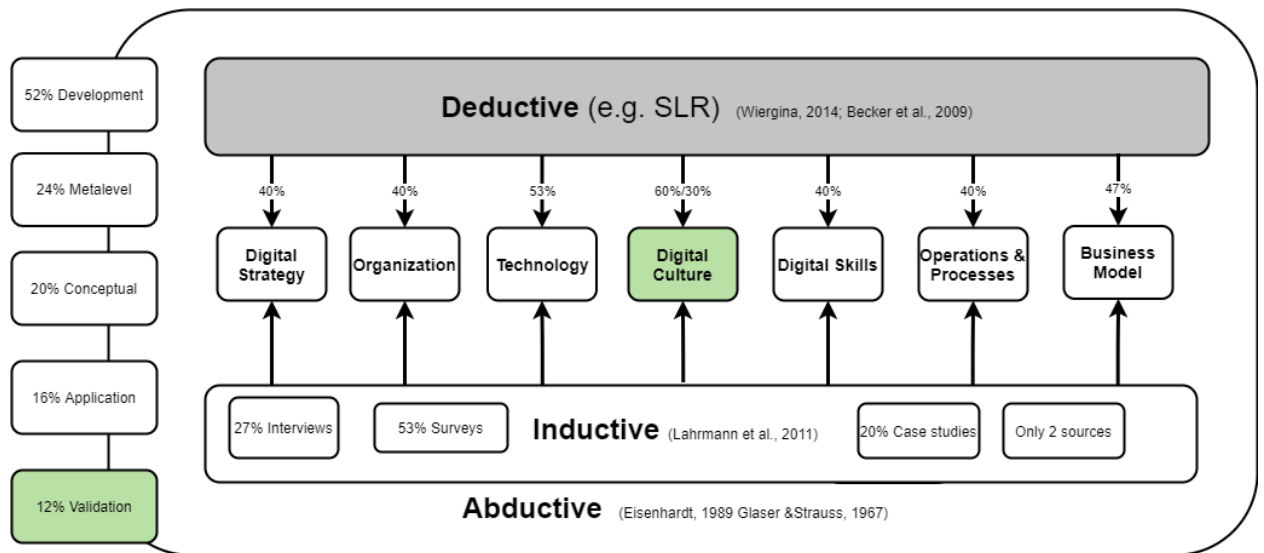 52% Development
24% Metalevel
20% Conceptual
16% Application
12% Validation
Deductive (e.g. SLR) (Wiergina, 2014; Becker et al., 2009)
40%
40%
53%
60%/30%
40%
40%
47%
Digital
Strategy
Organization
Technology
Digital
Culture
Digital Skills
Operations &
Processes
Business
Model
27% Interviews
53% Surveys
Inductive (Lahrmann et al., 2011)
20% Case studies
Only 2 sources
Abductive (Eisenhardt, 1989 Glaser &Strauss, 1967)